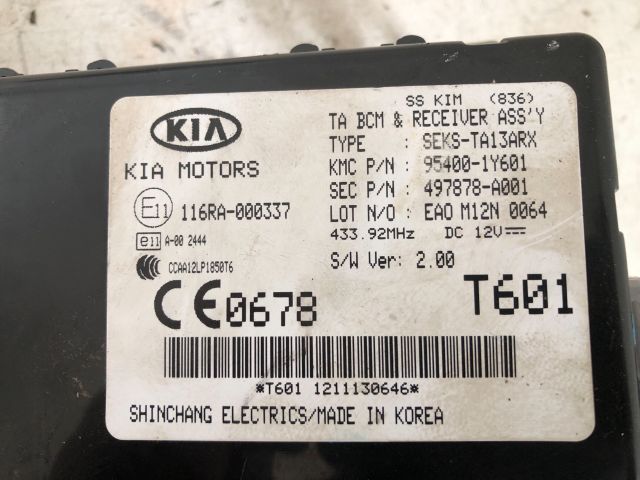 SS KIM (836)
KIA
KIA MOTORS
TA BCM & RECEIVER ASS'Y
TYPE : SEKS-TA13ARX
KMC P/N : 95400-1Y601
SEC P/N : 497878-A001
LOT N/O : EAO M12N 0064
433.92MHz DC 12V
S/W Ver: 2.00
E11 116RA-000337
e11 A-00 2444
CCAA12LP1850T6
CE0678
T601
*T601 1211130646*
SHINCHANG ELECTRICS/MADE IN KOREA